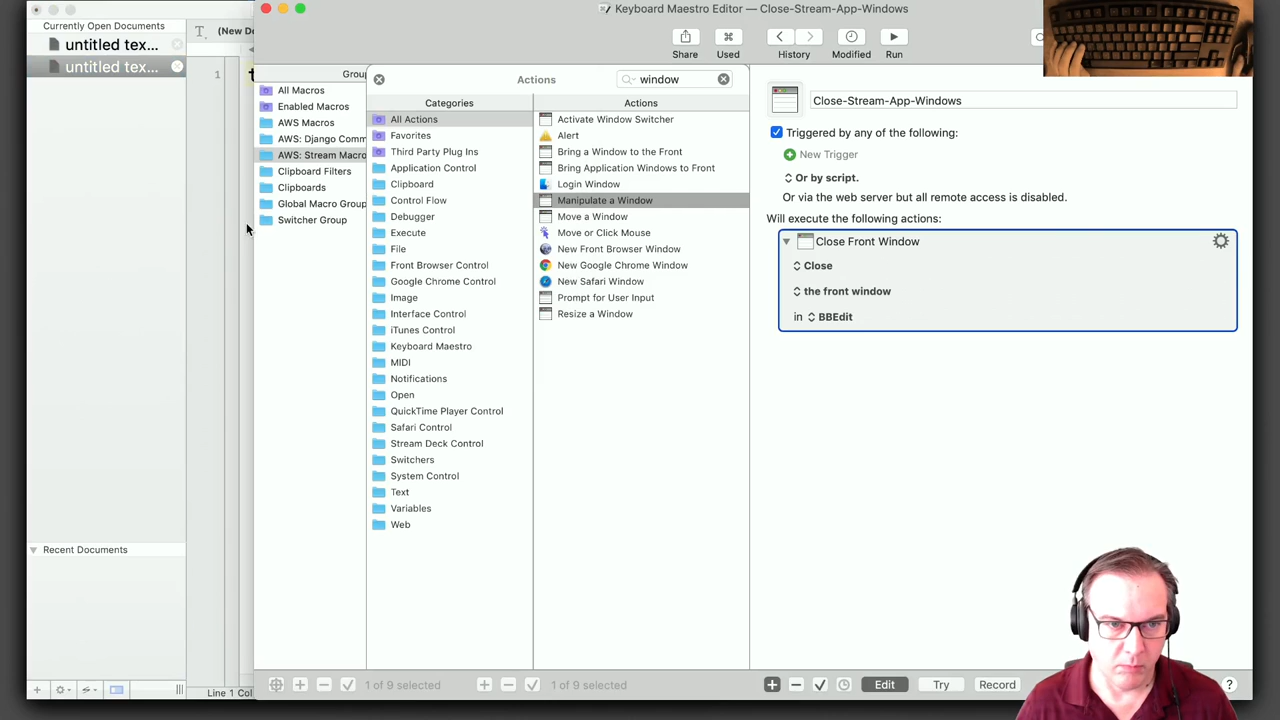 Currently Open Documents
untitled tex...
untitled tex...
Recent Documents
T
(New Do
1
t
Line 1 Col
Keyboard Maestro Editor — Close-Stream-App-Windows
Share
Used
History
Modified
Run
Group
All Macros
Enabled Macros
AWS Macros
AWS: Django Comm
AWS: Stream Macro
Clipboard Filters
Clipboards
Global Macro Group
Switcher Group
Actions
window
Categories
All Actions
Favorites
Third Party Plug Ins
Application Control
Clipboard
Control Flow
Debugger
Execute
File
Front Browser Control
Google Chrome Control
Image
Interface Control
iTunes Control
Keyboard Maestro
MIDI
Notifications
Open
QuickTime Player Control
Safari Control
Stream Deck Control
Switchers
System Control
Text
Variables
Web
Actions
Activate Window Switcher
Alert
Bring a Window to the Front
Bring Application Windows to Front
Login Window
Manipulate a Window
Move a Window
Move or Click Mouse
New Front Browser Window
New Google Chrome Window
New Safari Window
Prompt for User Input
Resize a Window
Close-Stream-App-Windows
Triggered by any of the following:
New Trigger
Or by script.
Or via the web server but all remote access is disabled.
Will execute the following actions:
Close Front Window
Close
the front window
in BBEdit
1 of 9 selected
1 of 9 selected
Edit
Try
Record
?